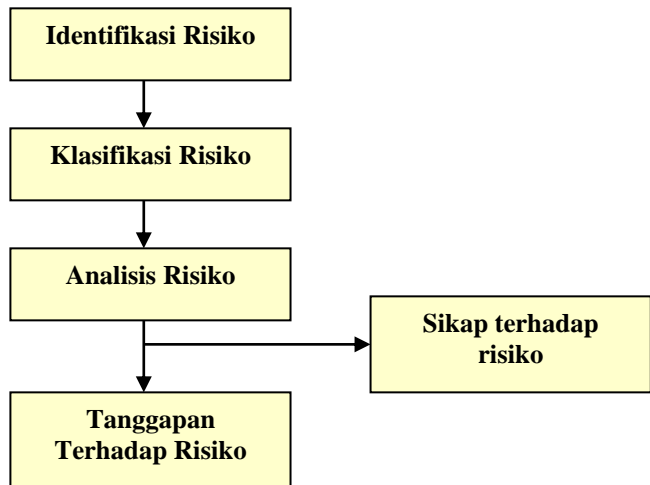 Identifikasi Risiko
Klasifikasi Risiko
Analisis Risiko
Sikap terhadap
risiko
Tanggapan
Terhadap Risiko